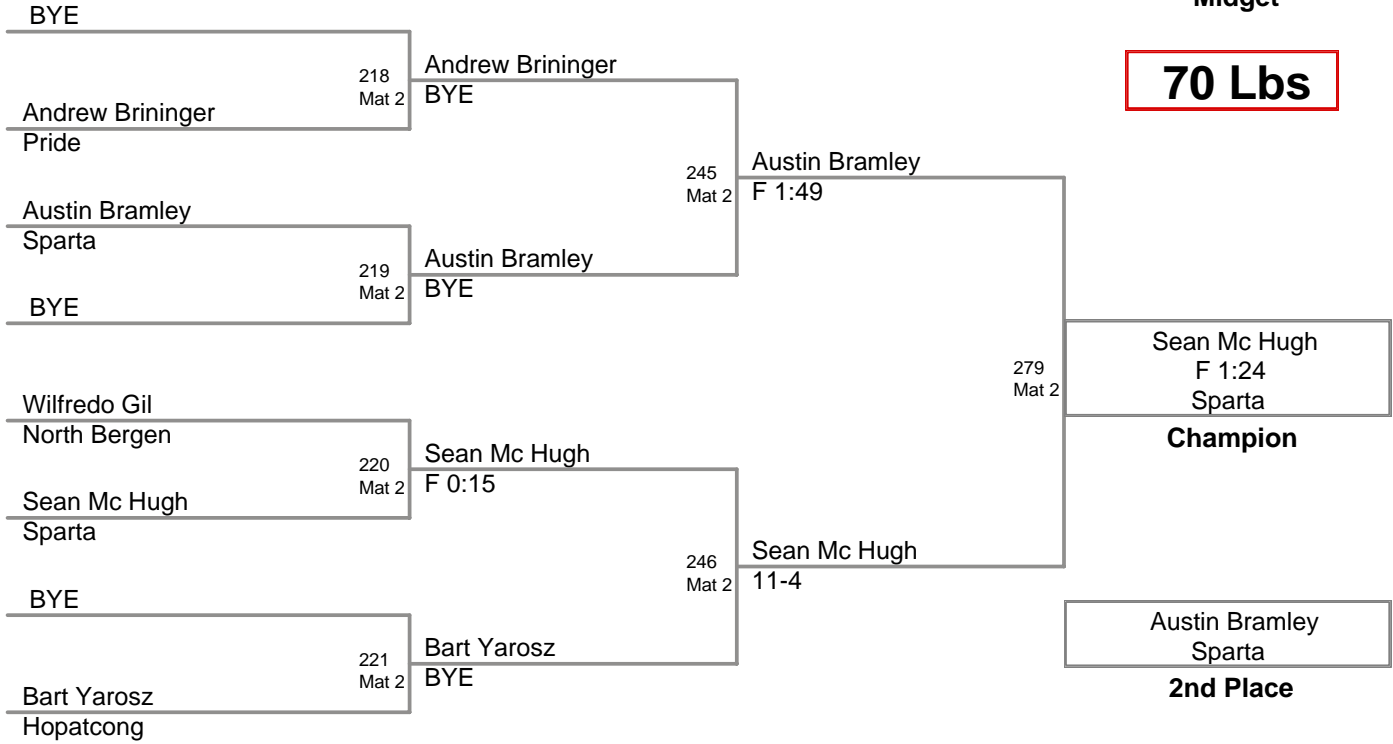 Midget
70 Lbs
BYE
218
Mat 2
Andrew Brininger
Pride
Andrew Brininger
BYE
Austin Bramley
Sparta
219
Mat 2
BYE
Austin Bramley
BYE
245
Mat 2
Austin Bramley
F 1:49
Wilfredo Gil
North Bergen
220
Mat 2
Sean Mc Hugh
Sparta
Sean Mc Hugh
F 0:15
BYE
221
Mat 2
Bart Yarosz
Hopatcong
Bart Yarosz
BYE
246
Mat 2
Sean Mc Hugh
11-4
279
Mat 2
Sean Mc Hugh
F 1:24
Sparta
Champion
Austin Bramley
Sparta
2nd Place